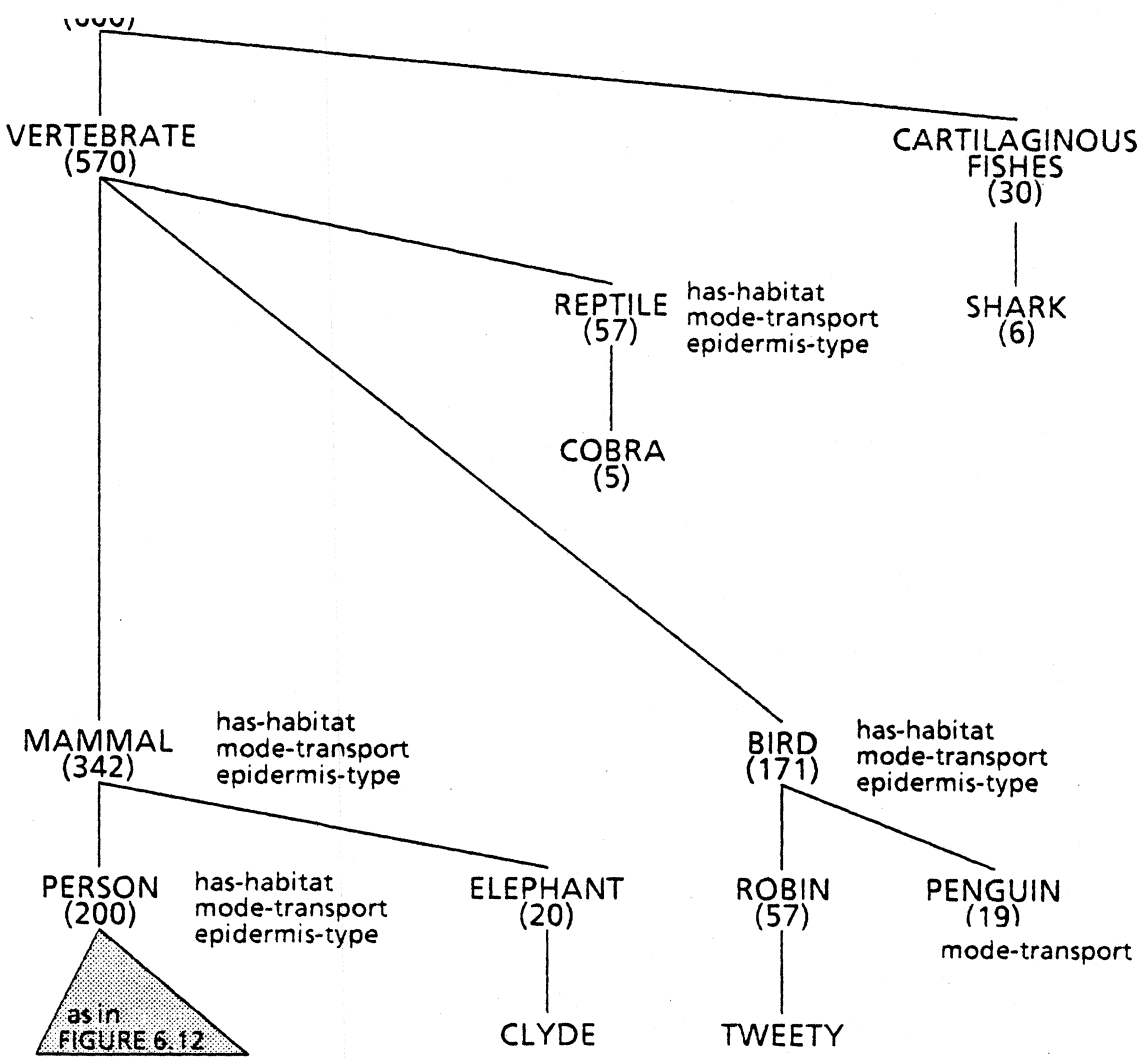 VERTEBRATE
(570)
CARTILAGINOUS
FISHES
(30)
REPTILE
(57)
has-habitat
mode-transport
epidermis-type
SHARK
(6)
COBRA
(5)
MAMMAL
(342)
has-habitat
mode-transport
epidermis-type
BIRD
(171)
has-habitat
mode-transport
epidermis-type
PERSON
(200)
has-habitat
mode-transport
epidermis-type
ELEPHANT
(20)
ROBIN
(57)
PENGUIN
(19)
mode-transport
as in
FIGURE 6.12
CLYDE
TWEETY